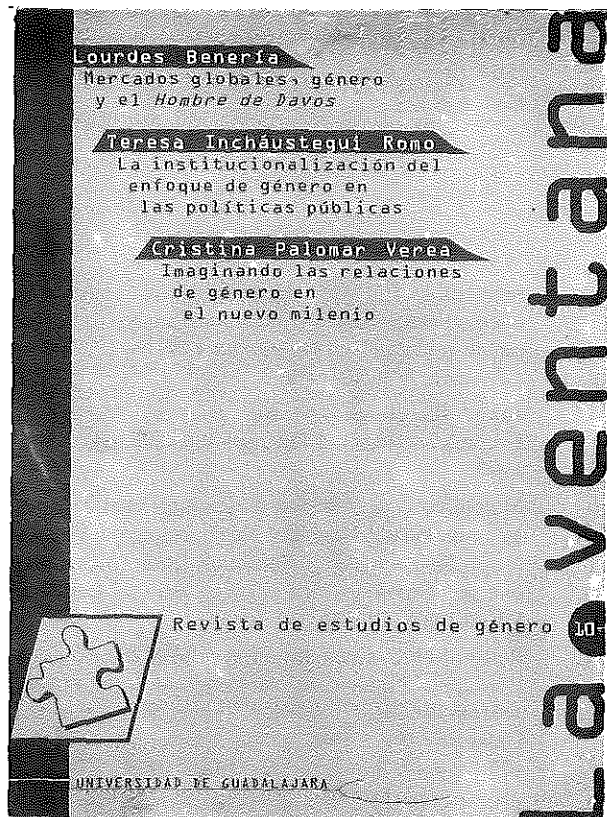 Lourdes Benería
Mercados globales, género
y el Hombre de Davos
Teresa Incháustegui Romo
La institucionalización del
enfoque de género en
las políticas públicas
Cristina Palomar Verea
Imaginando las relaciones
de género en
el nuevo milenio
La ventana
Revista de estudios de género
10
UNIVERSIDAD DE GUADALAJARA